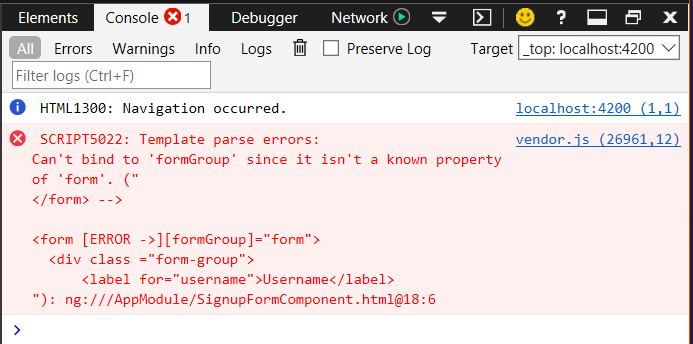 Elements Console 1 Debugger Network ?
All Errors Warnings Info Logs Preserve Log Target _top: localhost:4200
Filter logs (Ctrl+F)
HTML1300: Navigation occurred. localhost:4200 (1,1)
SCRIPT5022: Template parse errors: vendor.js (26961,12)
Can't bind to 'formGroup' since it isn't a known property
of 'form'. ("
</form> -->
<form [ERROR ->][formGroup]="form">
<div class ="form-group">
<label for="username">Username</label>
"): ng:///AppModule/SignupFormComponent.html@18:6
>